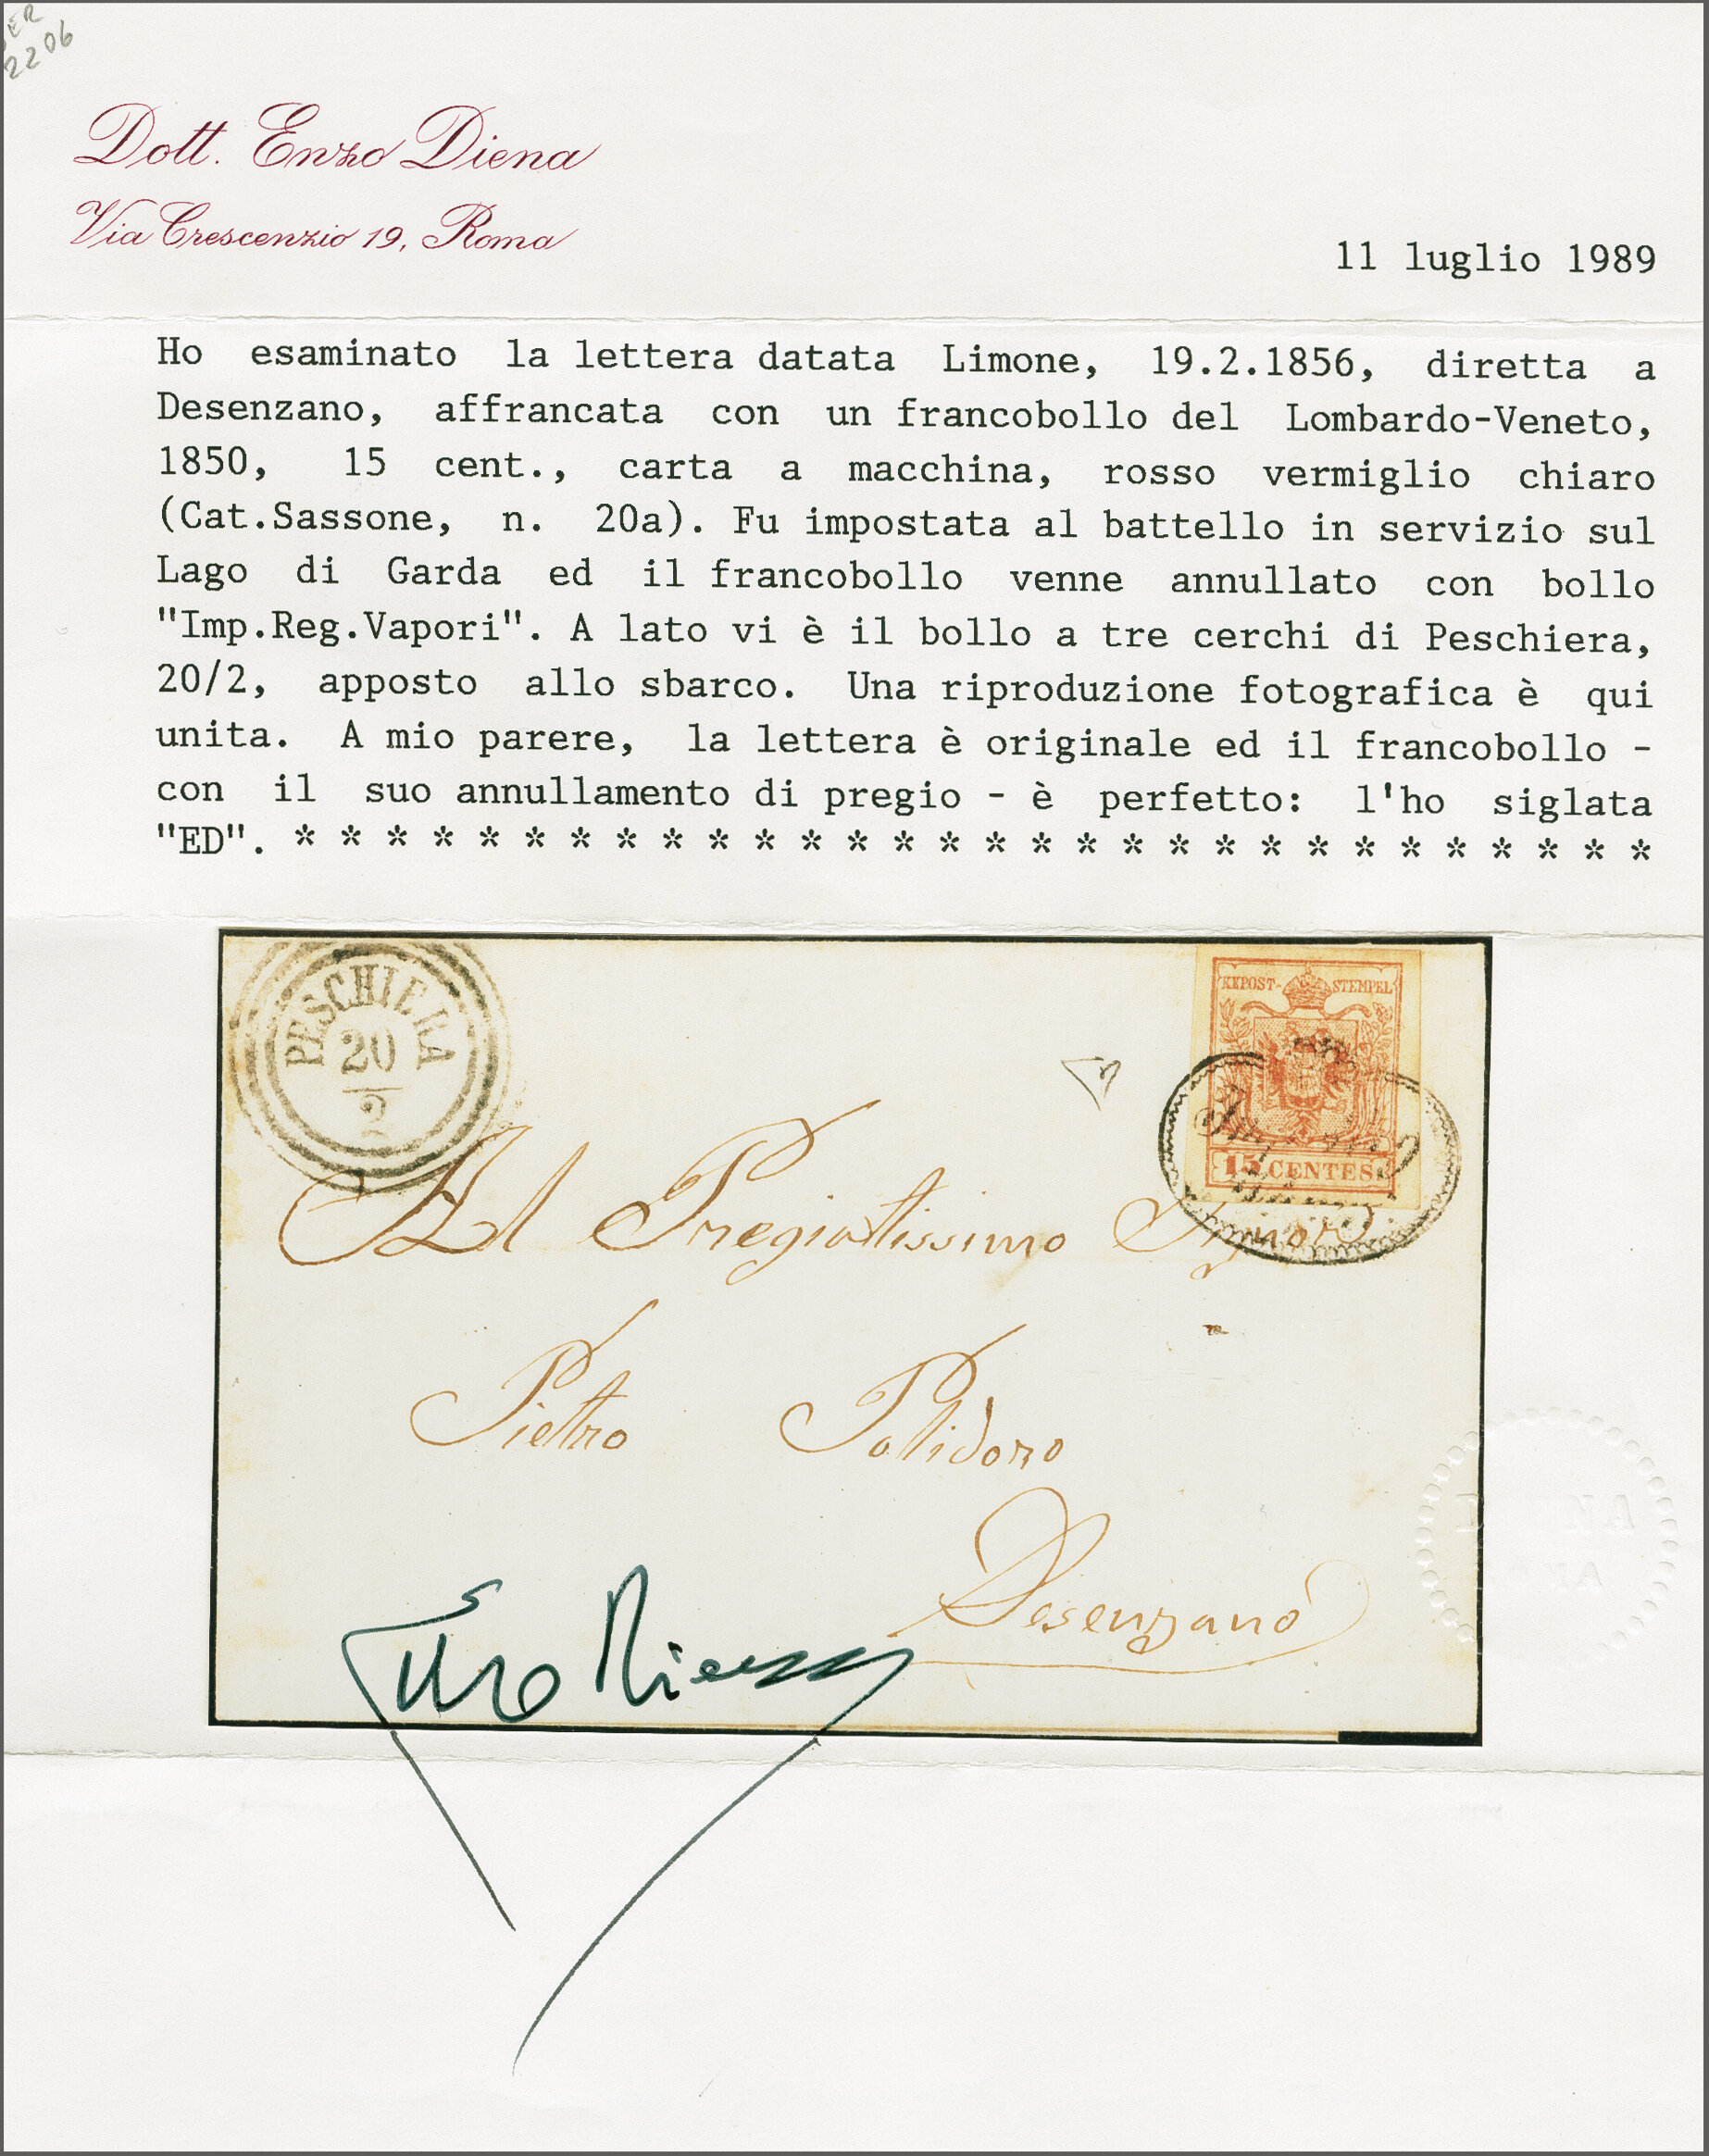 ER
2206
Dott. Enzo Diena
Via Crescenzio 19, Roma
11 luglio 1989
Ho esaminato la lettera datata Limone, 19.2.1856, diretta a
Desenzano, affrancata con un francobollo del Lombardo-Veneto,
1850, 15 cent., carta a macchina, rosso vermiglio chiaro
(Cat.Sassone, n. 20a). Fu impostata al battello in servizio sul
Lago di Garda ed il francobollo venne annullato con bollo
"Imp.Reg.Vapori". A lato vi è il bollo a tre cerchi di Peschiera,
20/2, apposto allo sbarco. Una riproduzione fotografica è qui
unita. A mio parere, la lettera è originale ed il francobollo -
con il suo annullamento di pregio - è perfetto: l'ho siglata
"ED". * * * * * * * * * * * * * * * * * * * * * * * * * * * * * *
PESCHIERA
20
2
KKPOST-STEMPEL
15 CENTES
Al Pregiatissimo Signore
Pietro Polidoro
Desenzano
Enzo Diena